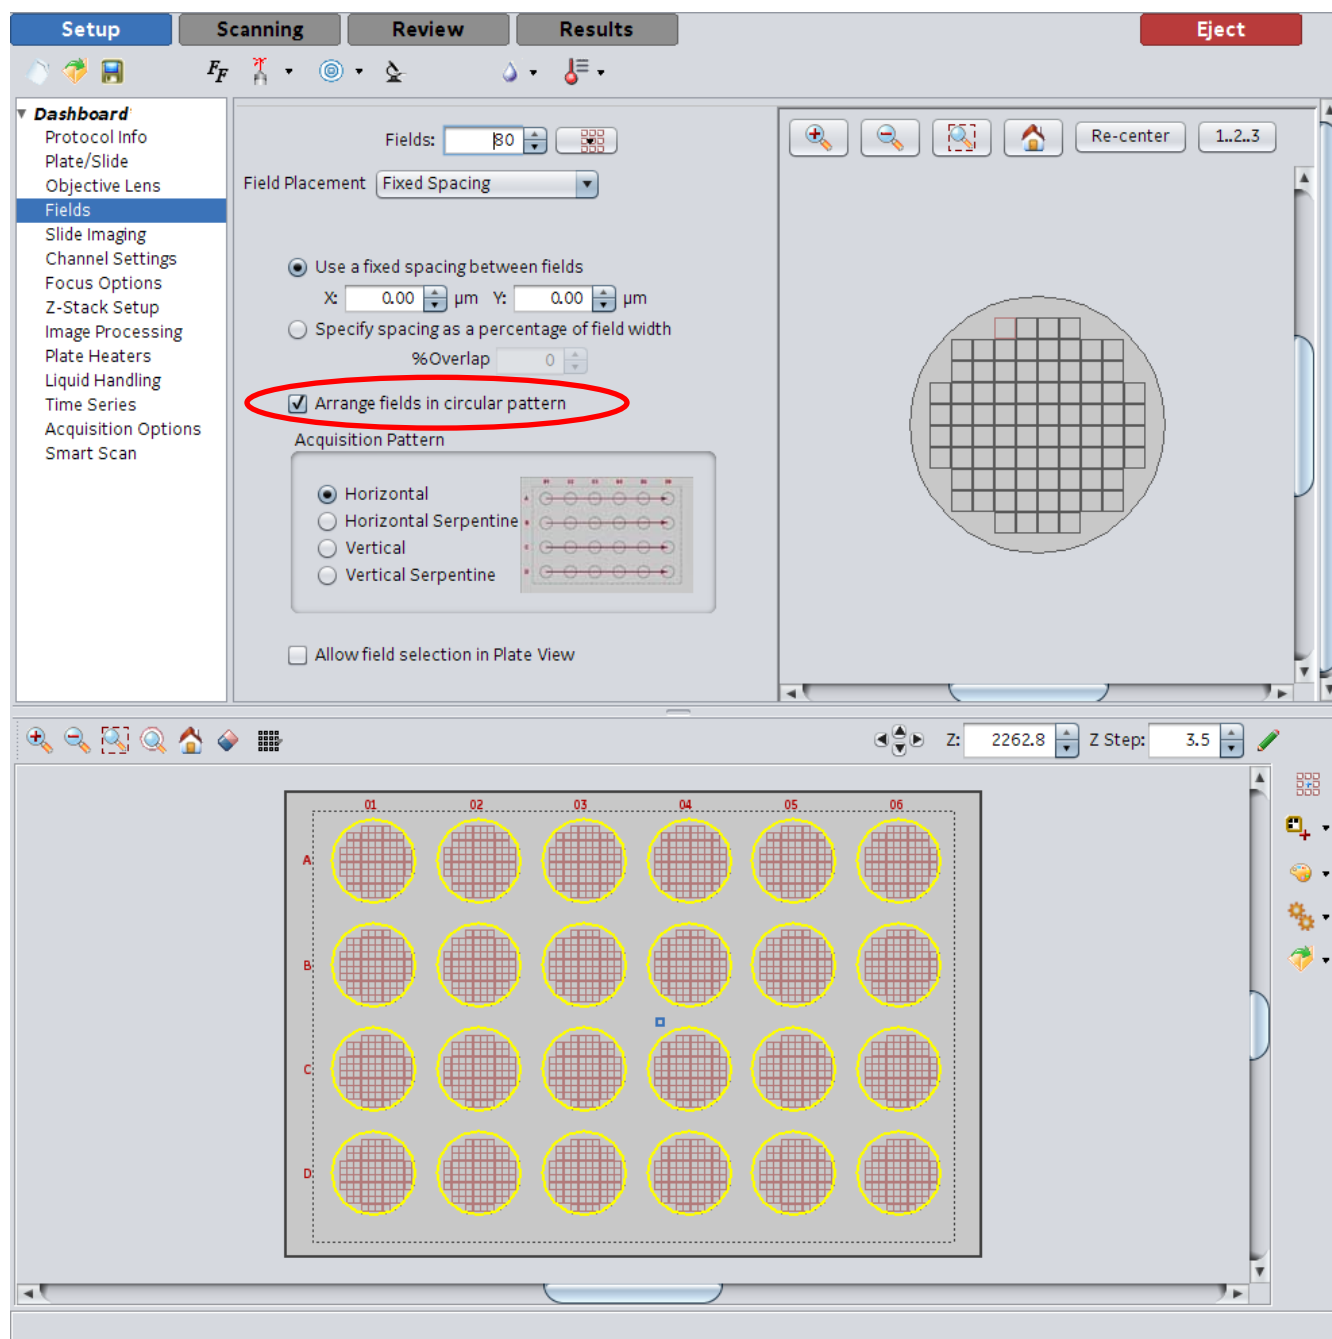 Setup Scanning Review Results Eject
FF
Dashboard
Protocol Info
Plate/Slide
Objective Lens
Fields
Slide Imaging
Channel Settings
Focus Options
Z-Stack Setup
Image Processing
Plate Heaters
Liquid Handling
Time Series
Acquisition Options
Smart Scan
Fields: 80
Field Placement Fixed Spacing
Use a fixed spacing between fields
X: 0.00 µm Y: 0.00 µm
Specify spacing as a percentage of field width
%Overlap 0
Arrange fields in circular pattern
Acquisition Pattern
Horizontal
Horizontal Serpentine
Vertical
Vertical Serpentine
Allow field selection in Plate View
Re-center 1..2..3
Z: 2262.8 Z Step: 3.5
01 02 03 04 05 06
A
B
C
D